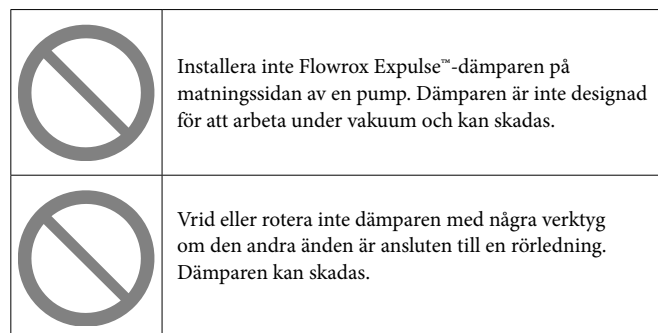 Installera inte Flowrox Expulse™-dämparen på
matningssidan av en pump. Dämparen är inte designad
för att arbeta under vakuum och kan skadas.
Vrid eller rotera inte dämparen med några verktyg
om den andra änden är ansluten till en rörledning.
Dämparen kan skadas.